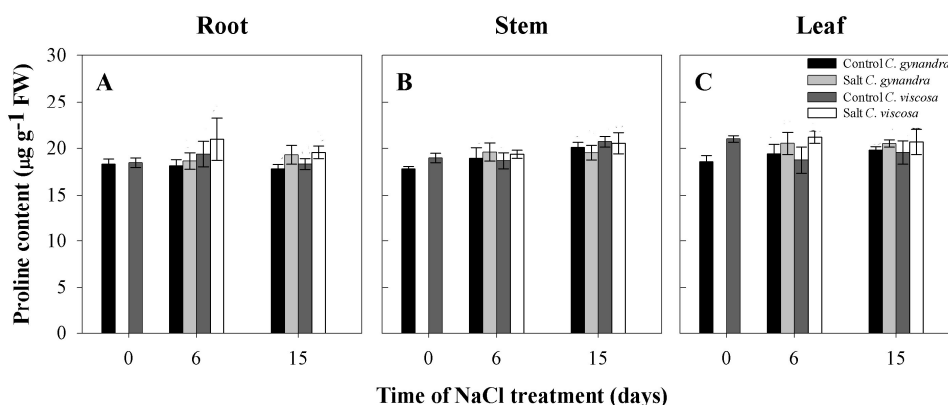 Root
Stem
Leaf
Proline content (µg g-1 FW)
30
25
20
15
10
5
0
A
B
C
Control C. gynandra
Salt C. gynandra
Control C. viscosa
Salt C. viscosa
0 6 15
0 6 15
0 6 15
Time of NaCl treatment (days)